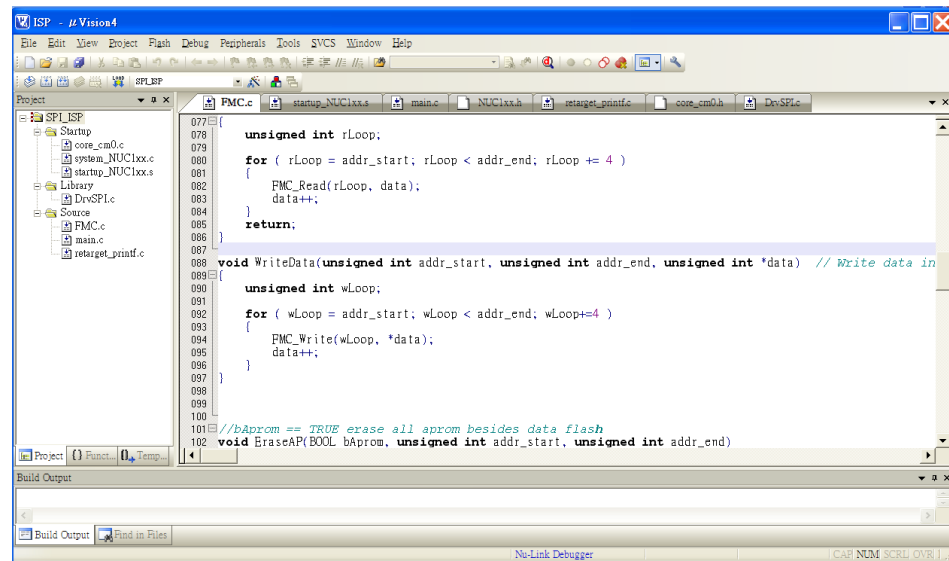 ISP - µVision4
File Edit View Project Flash Debug Peripherals Tools SVCS Window Help
LOAD SPI_ISP
Project
SPI_ISP
Startup
core_cm0.c
system_NUC1xx.c
startup_NUC1xx.s
Library
DrvSPI.c
Source
FMC.c
main.c
retarget_printf.c
Project {} Funct... Temp...
FMC.c startup_NUC1xx.s main.c NUC1xx.h retarget_printf.c core_cm0.h DrvSPI.c
077 {
078 unsigned int rLoop;
079
080 for ( rLoop = addr_start; rLoop < addr_end; rLoop += 4 )
081 {
082 FMC_Read(rLoop, data);
083 data++;
084 }
085 return;
086 }
087
088 void WriteData(unsigned int addr_start, unsigned int addr_end, unsigned int *data) // Write data in
089 {
090 unsigned int wLoop;
091
092 for ( wLoop = addr_start; wLoop < addr_end; wLoop+=4 )
093 {
094 FMC_Write(wLoop, *data);
095 data++;
096 }
097 }
098
099
100
101 //bAprom == TRUE erase all aprom besides data flash
102 void EraseAP(BOOL bAprom, unsigned int addr_start, unsigned int addr_end)
Build Output
Build Output Find in Files
Nu-Link Debugger CAP NUM SCRL OVR